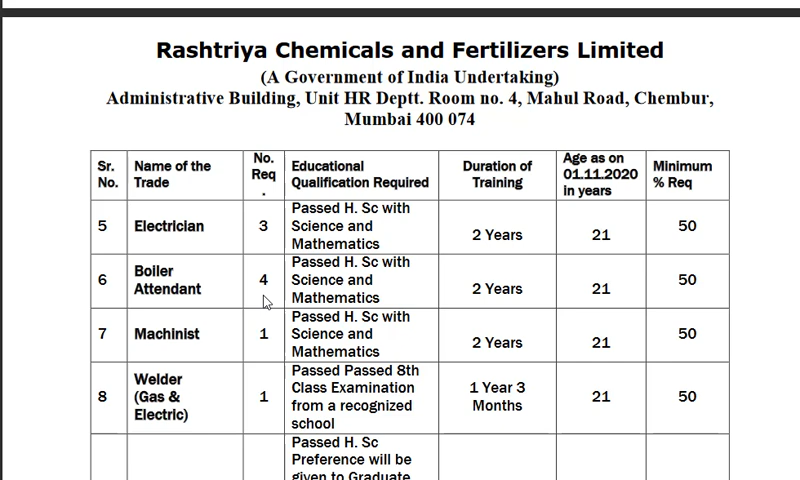 Rashtriya Chemicals and Fertilizers Limited
(A Government of India Undertaking)
Administrative Building, Unit HR Deptt. Room no. 4, Mahul Road, Chembur,
Mumbai 400 074
Sr. No. Name of the Trade No. Req . Educational Qualification Required Duration of Training Age as on 01.11.2020 in years Minimum % Req
5 Electrician 3 Passed H. Sc with Science and Mathematics 2 Years 21 50
6 Boiler Attendant 4 Passed H. Sc with Science and Mathematics 2 Years 21 50
7 Machinist 1 Passed H. Sc with Science and Mathematics 2 Years 21 50
8 Welder (Gas & Electric) 1 Passed Passed 8th Class Examination from a recognized school 1 Year 3 Months 21 50
Passed H. Sc
Preference will be
given to Graduate